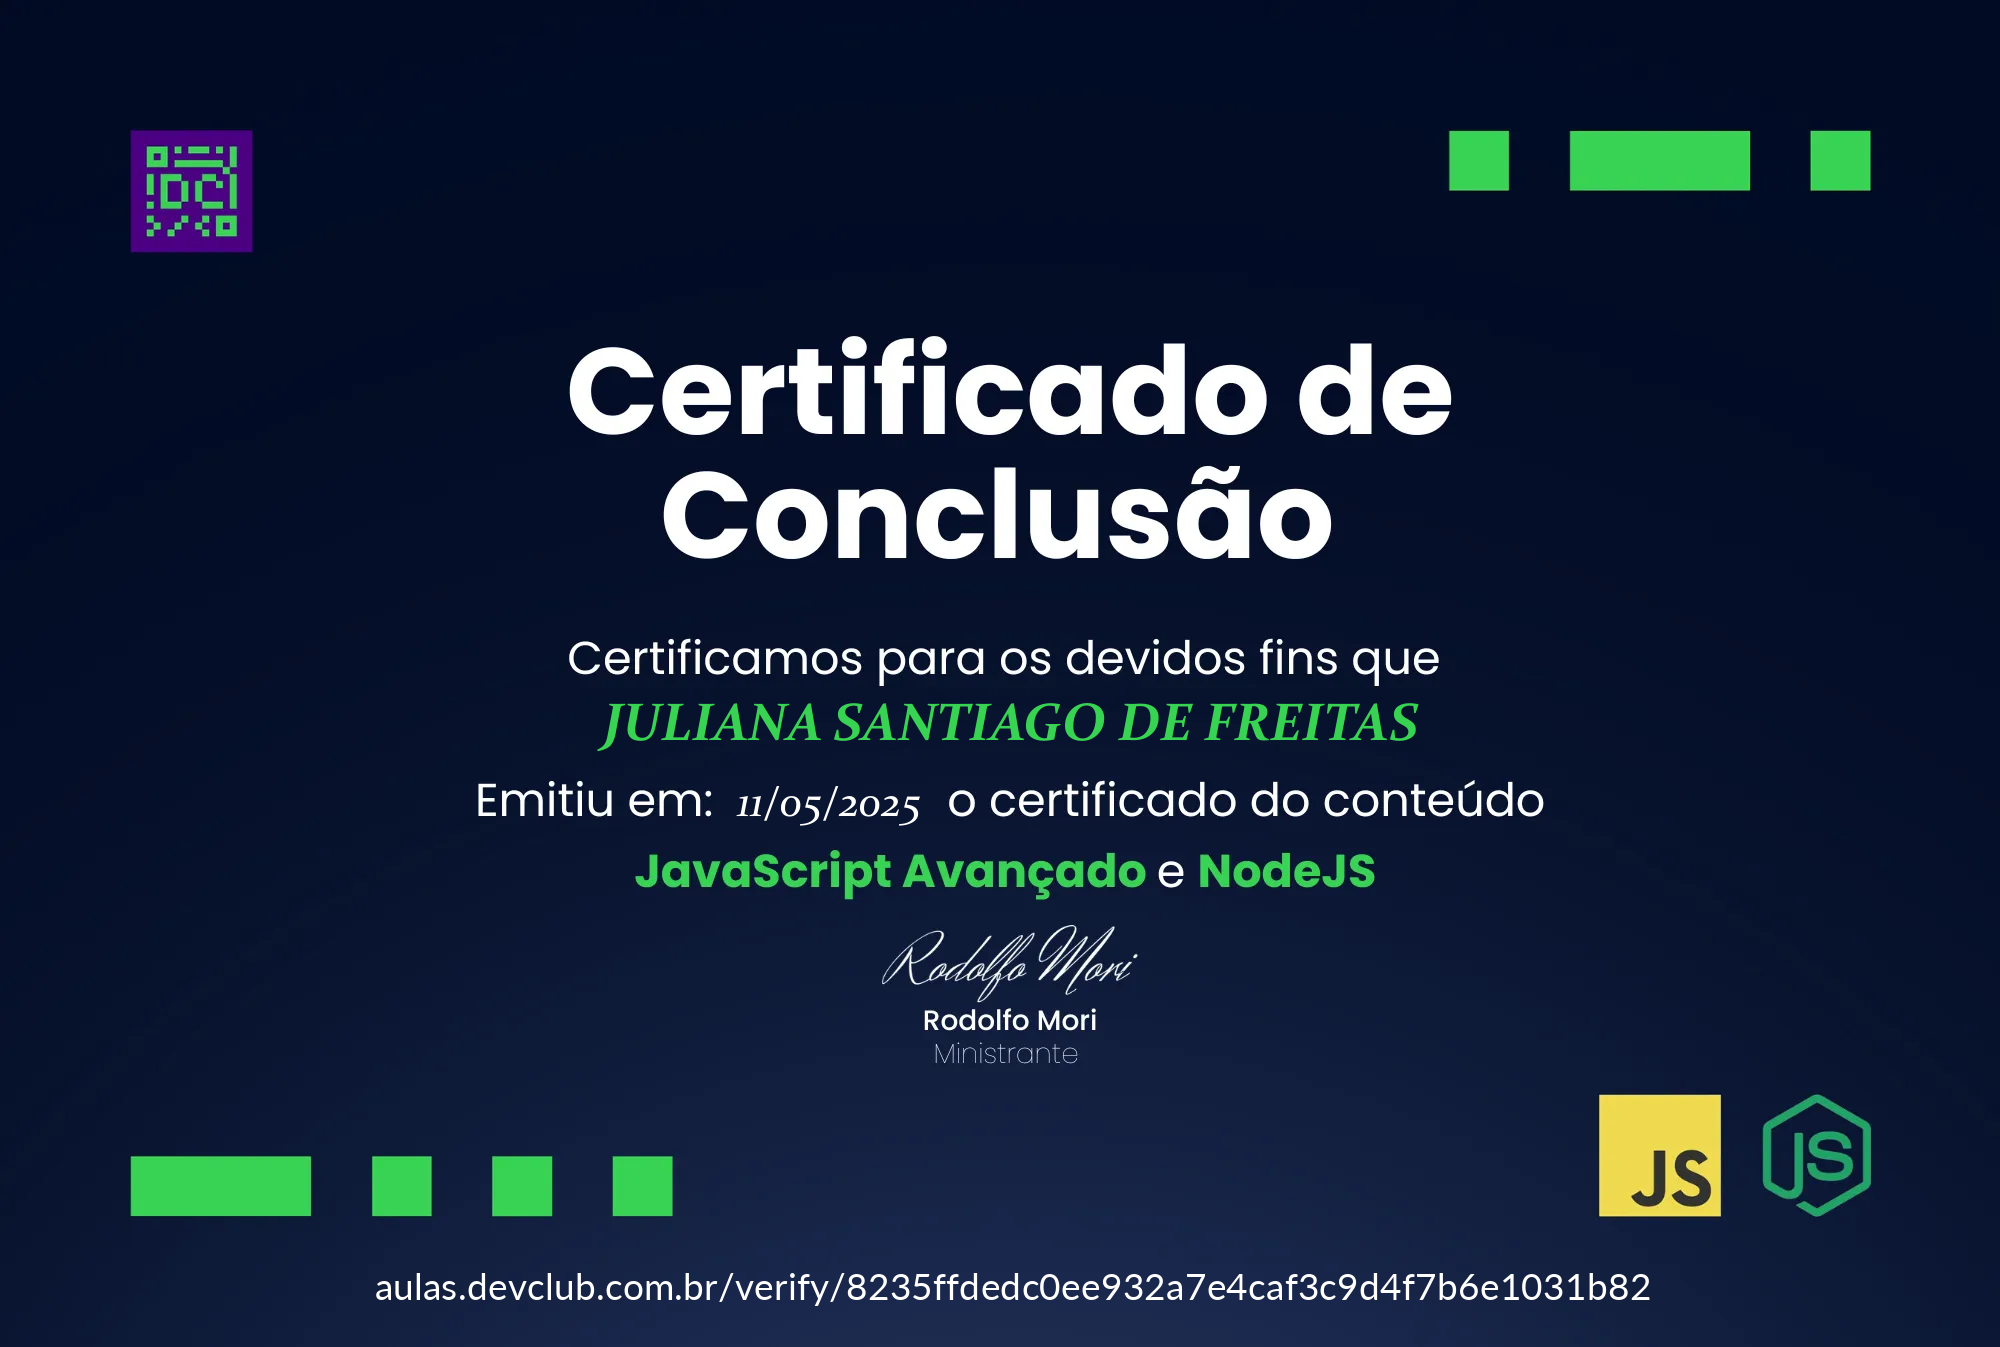 DC
Certificado de
Conclusão
Certificamos para os devidos fins que
JULIANA SANTIAGO DE FREITAS
Emitiu em: 11/05/2025 o certificado do conteúdo
JavaScript Avançado e NodeJS
Rodolfo Mori
Rodolfo Mori
Ministrante
JS JS
aulas.devclub.com.br/verify/8235ffdedc0ee932a7e4caf3c9d4f7b6e1031b82